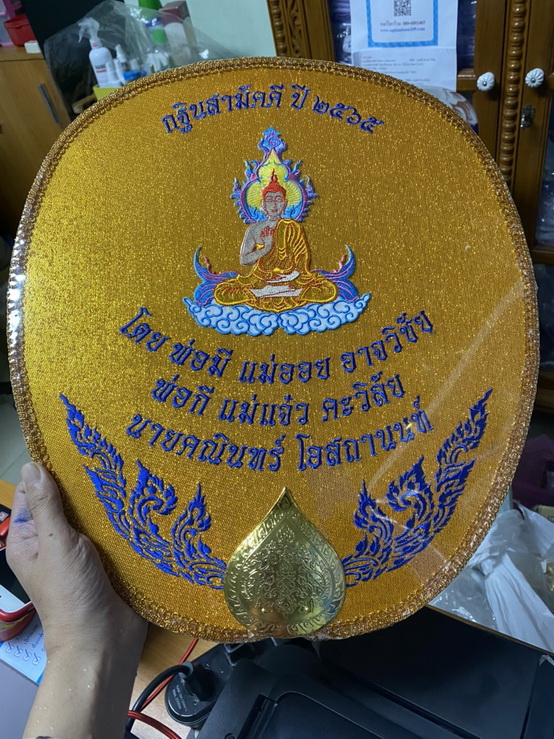 กฐินสามัคคี ปี ๒๕๖๕
โดย พ่อมี แม่ออย อาจวิชัย
พ่อกี แม่แจ๋ว คะวิลัย
นายคณินทร์ โอสถานนท์